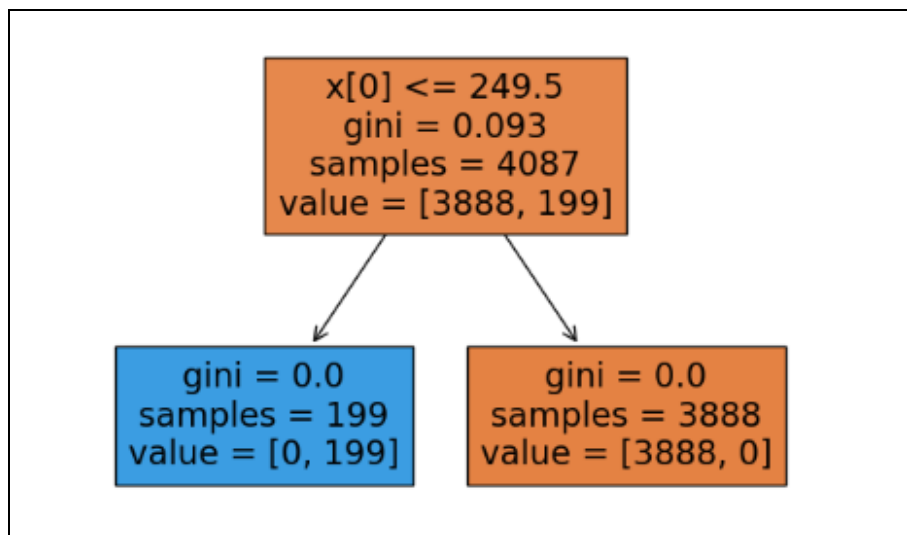 x[0] <= 249.5
gini = 0.093
samples = 4087
value = [3888, 199]
gini = 0.0
samples = 199
value = [0, 199]
gini = 0.0
samples = 3888
value = [3888, 0]